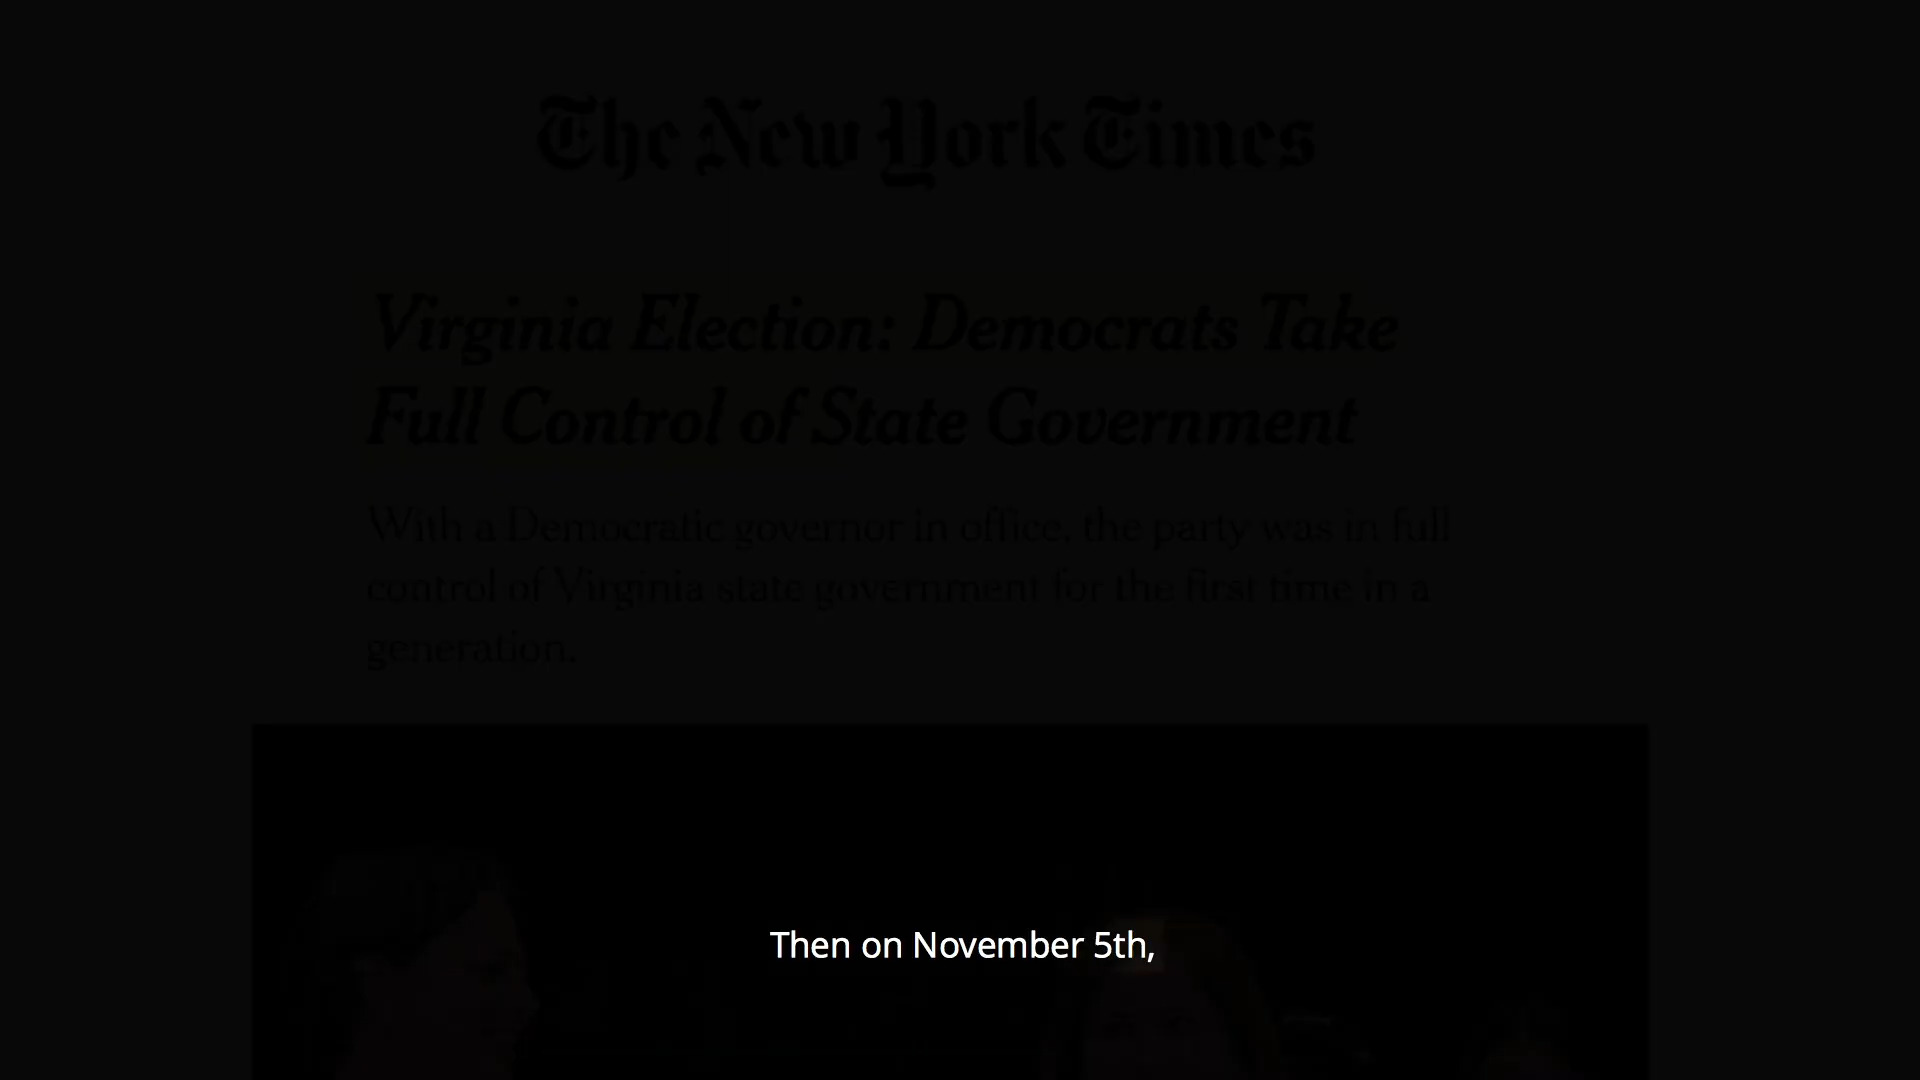 The New York Times
Virginia Election: Democrats Take
Full Control of State Government
With a Democratic governor in office, the party was in full
control of Virginia state government for the first time in a
generation.
Then on November 5th,